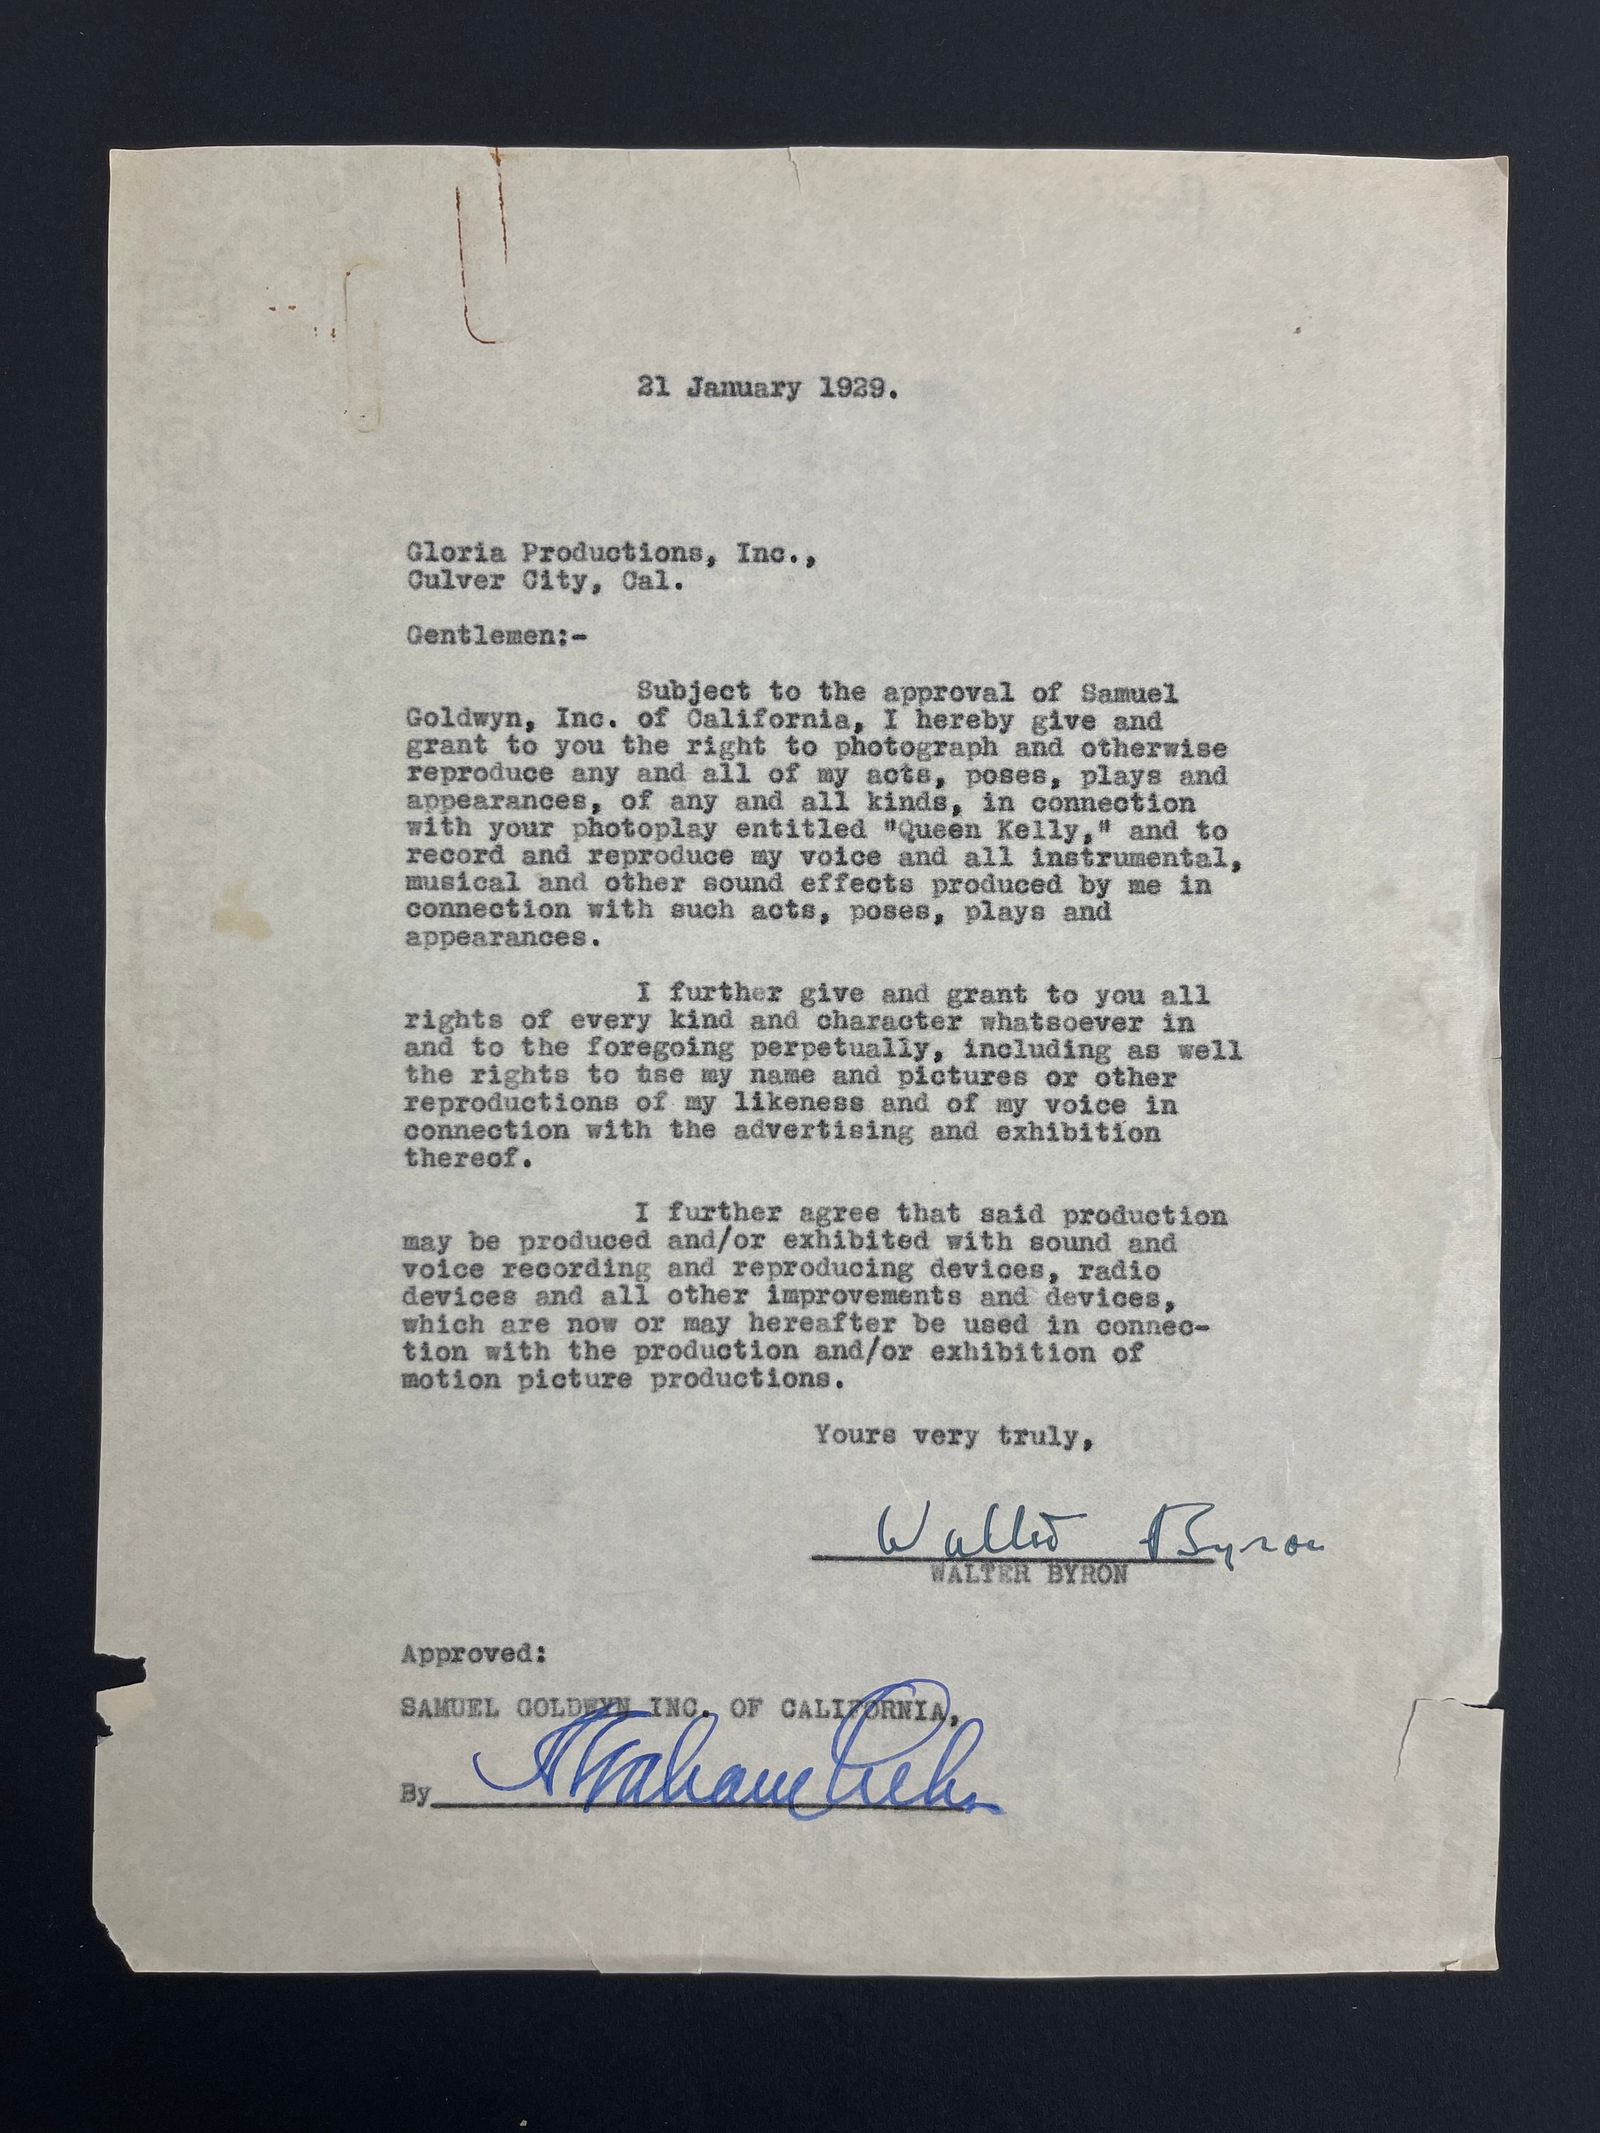 21 January 1929.
Gloria Productions, Inc.,
Culver City, Cal.
Gentlemen:-
Subject to the approval of Samuel
Goldwyn, Inc. of California, I hereby give and
grant to you the right to photograph and otherwise
reproduce any and all of my acts, poses, plays and
appearances, of any and all kinds, in connection
with your photoplay entitled "Queen Kelly," and to
record and reproduce my voice and all instrumental,
musical and other sound effects produced by me in
connection with such acts, poses, plays and
appearances.
I further give and grant to you all
rights of every kind and character whatsoever in
and to the foregoing perpetually, including as well
the rights to use my name and pictures or other
reproductions of my likeness and of my voice in
connection with the advertising and exhibition
thereof.
I further agree that said production
may be produced and/or exhibited with sound and
voice recording and reproducing devices, radio
devices and all other improvements and devices,
which are now or may hereafter be used in connec-
tion with the production and/or exhibition of
motion picture productions.
Yours very truly,
Walter Byron
WALTER BYRON
Approved:
SAMUEL GOLDWYN INC. OF CALIFORNIA,
By Abraham